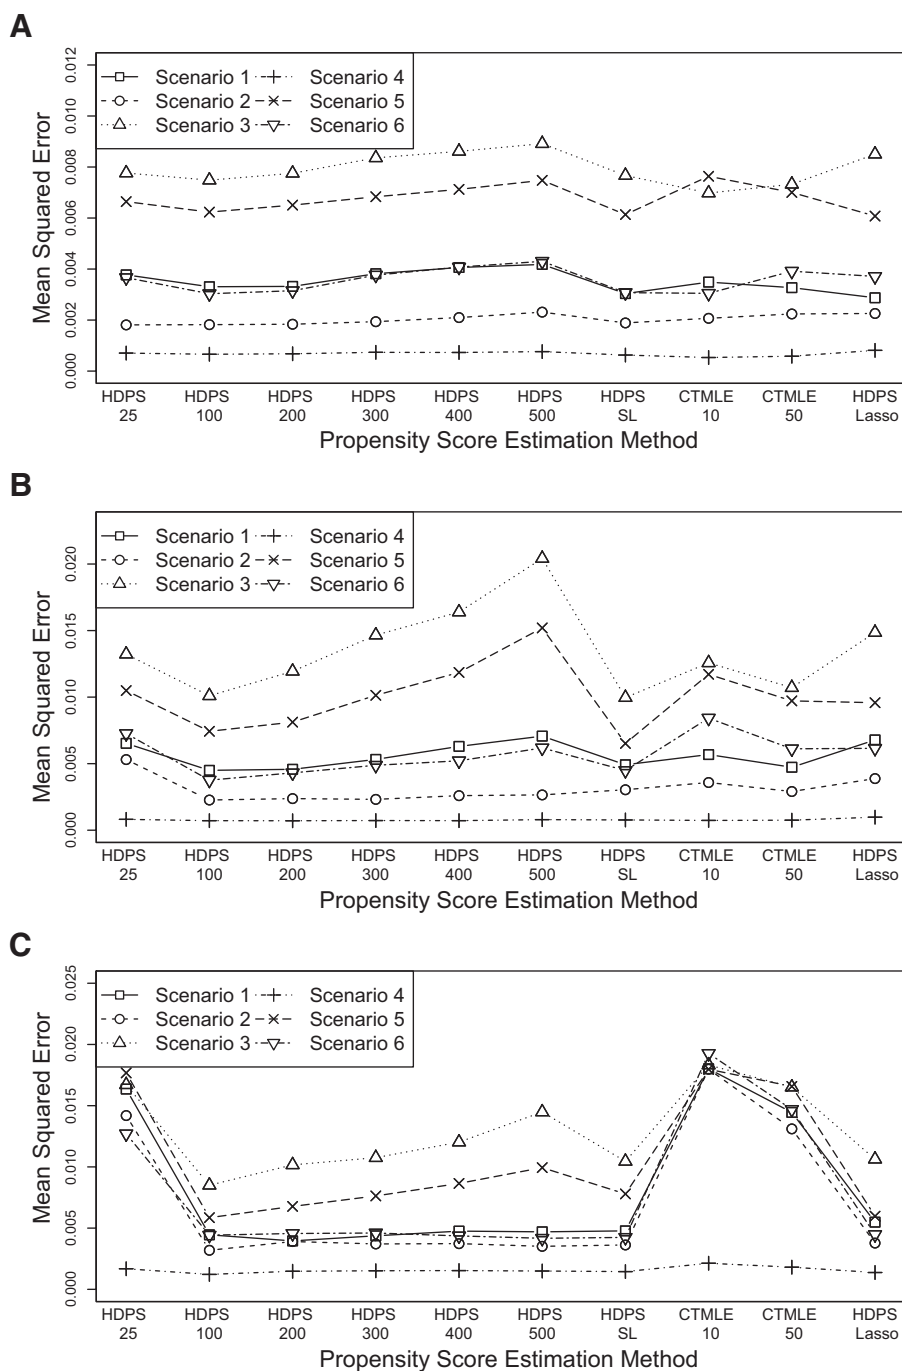 A
Mean Squared Error
0.012
0.010
0.008
0.006
0.004
0.002
0.000
Scenario 1 Scenario 4
Scenario 2 Scenario 5
Scenario 3 Scenario 6
HDPS HDPS HDPS HDPS HDPS HDPS HDPS CTMLE CTMLE HDPS
25 100 200 300 400 500 SL 10 50 Lasso
Propensity Score Estimation Method
B
Mean Squared Error
0.020
0.015
0.010
0.005
0.000
Scenario 1 Scenario 4
Scenario 2 Scenario 5
Scenario 3 Scenario 6
HDPS HDPS HDPS HDPS HDPS HDPS HDPS CTMLE CTMLE HDPS
25 100 200 300 400 500 SL 10 50 Lasso
Propensity Score Estimation Method
C
Mean Squared Error
0.025
0.020
0.015
0.010
0.005
0.000
Scenario 1 Scenario 4
Scenario 2 Scenario 5
Scenario 3 Scenario 6
HDPS HDPS HDPS HDPS HDPS HDPS HDPS CTMLE CTMLE HDPS
25 100 200 300 400 500 SL 10 50 Lasso
Propensity Score Estimation Method